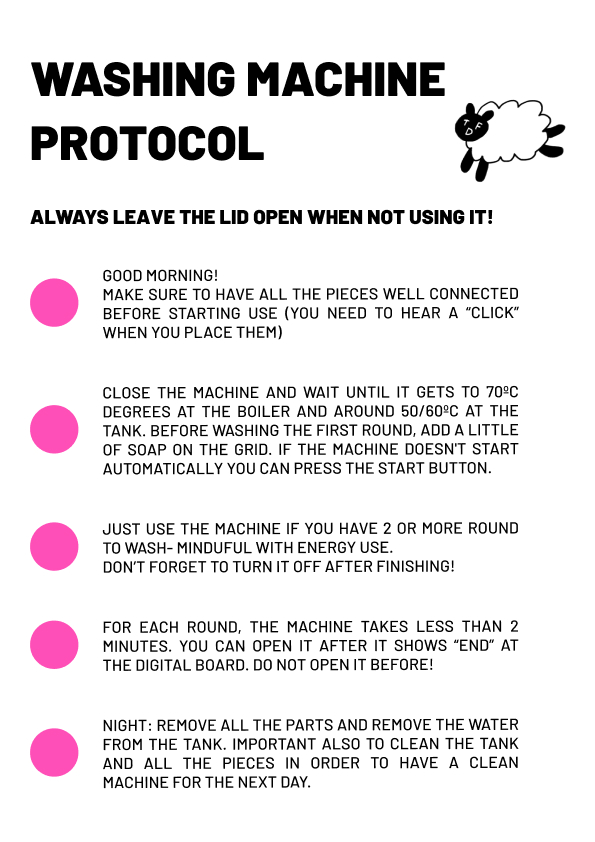 WASHING MACHINE
PROTOCOL
TDF
ALWAYS LEAVE THE LID OPEN WHEN NOT USING IT!
GOOD MORNING!
MAKE SURE TO HAVE ALL THE PIECES WELL CONNECTED
BEFORE STARTING USE (YOU NEED TO HEAR A “CLICK”
WHEN YOU PLACE THEM)
CLOSE THE MACHINE AND WAIT UNTIL IT GETS TO 70ºC
DEGREES AT THE BOILER AND AROUND 50/60ºC AT THE
TANK. BEFORE WASHING THE FIRST ROUND, ADD A LITTLE
OF SOAP ON THE GRID. IF THE MACHINE DOESN'T START
AUTOMATICALLY YOU CAN PRESS THE START BUTTON.
JUST USE THE MACHINE IF YOU HAVE 2 OR MORE ROUND
TO WASH- MINDUFUL WITH ENERGY USE.
DON’T FORGET TO TURN IT OFF AFTER FINISHING!
FOR EACH ROUND, THE MACHINE TAKES LESS THAN 2
MINUTES. YOU CAN OPEN IT AFTER IT SHOWS “END” AT
THE DIGITAL BOARD. DO NOT OPEN IT BEFORE!
NIGHT: REMOVE ALL THE PARTS AND REMOVE THE WATER
FROM THE TANK. IMPORTANT ALSO TO CLEAN THE TANK
AND ALL THE PIECES IN ORDER TO HAVE A CLEAN
MACHINE FOR THE NEXT DAY.